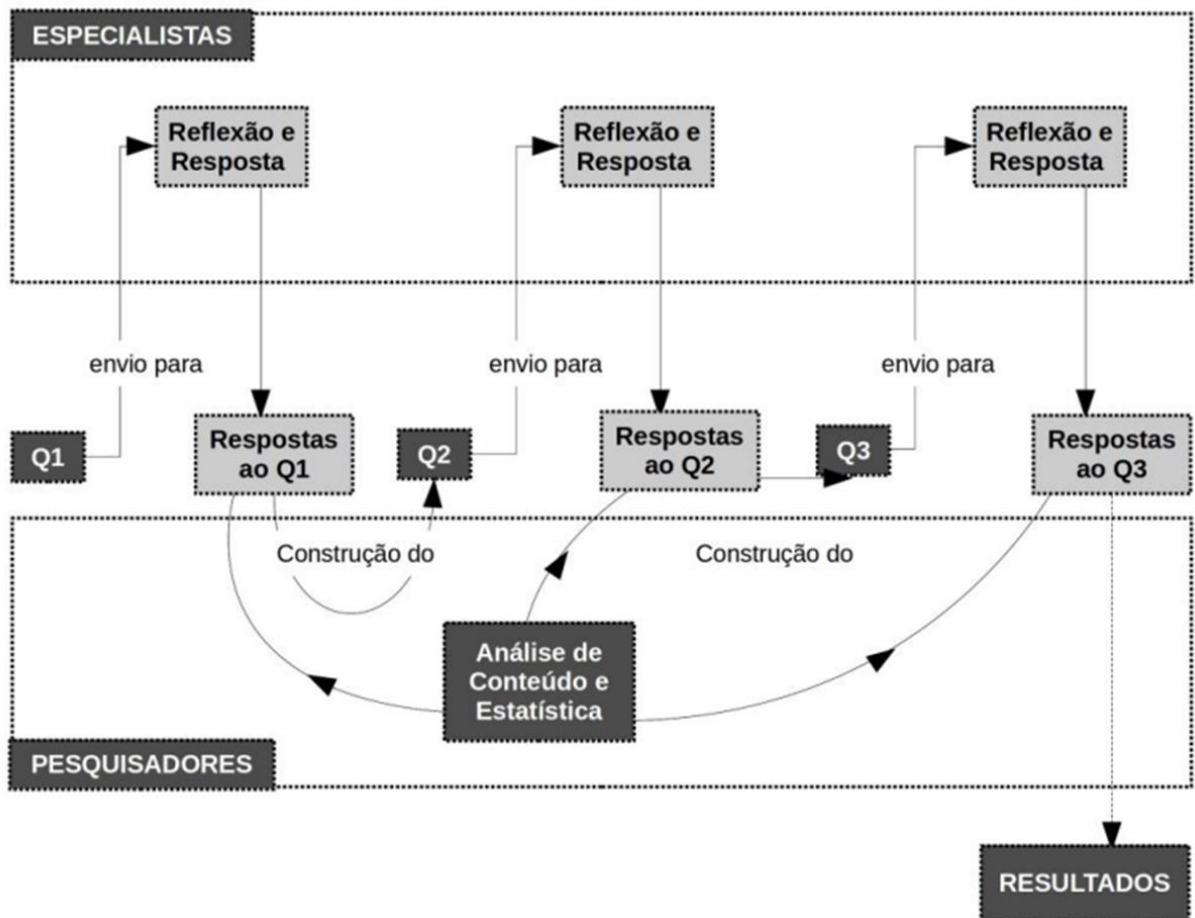 ESPECIALISTAS
Reflexão e
Resposta
Reflexão e
Resposta
Reflexão e
Resposta
envio para
envio para
envio para
Q1
Respostas
ao Q1
Q2
Respostas
ao Q2
Q3
Respostas
ao Q3
Construção do
Construção do
Análise de
Conteúdo e
Estatística
PESQUISADORES
RESULTADOS